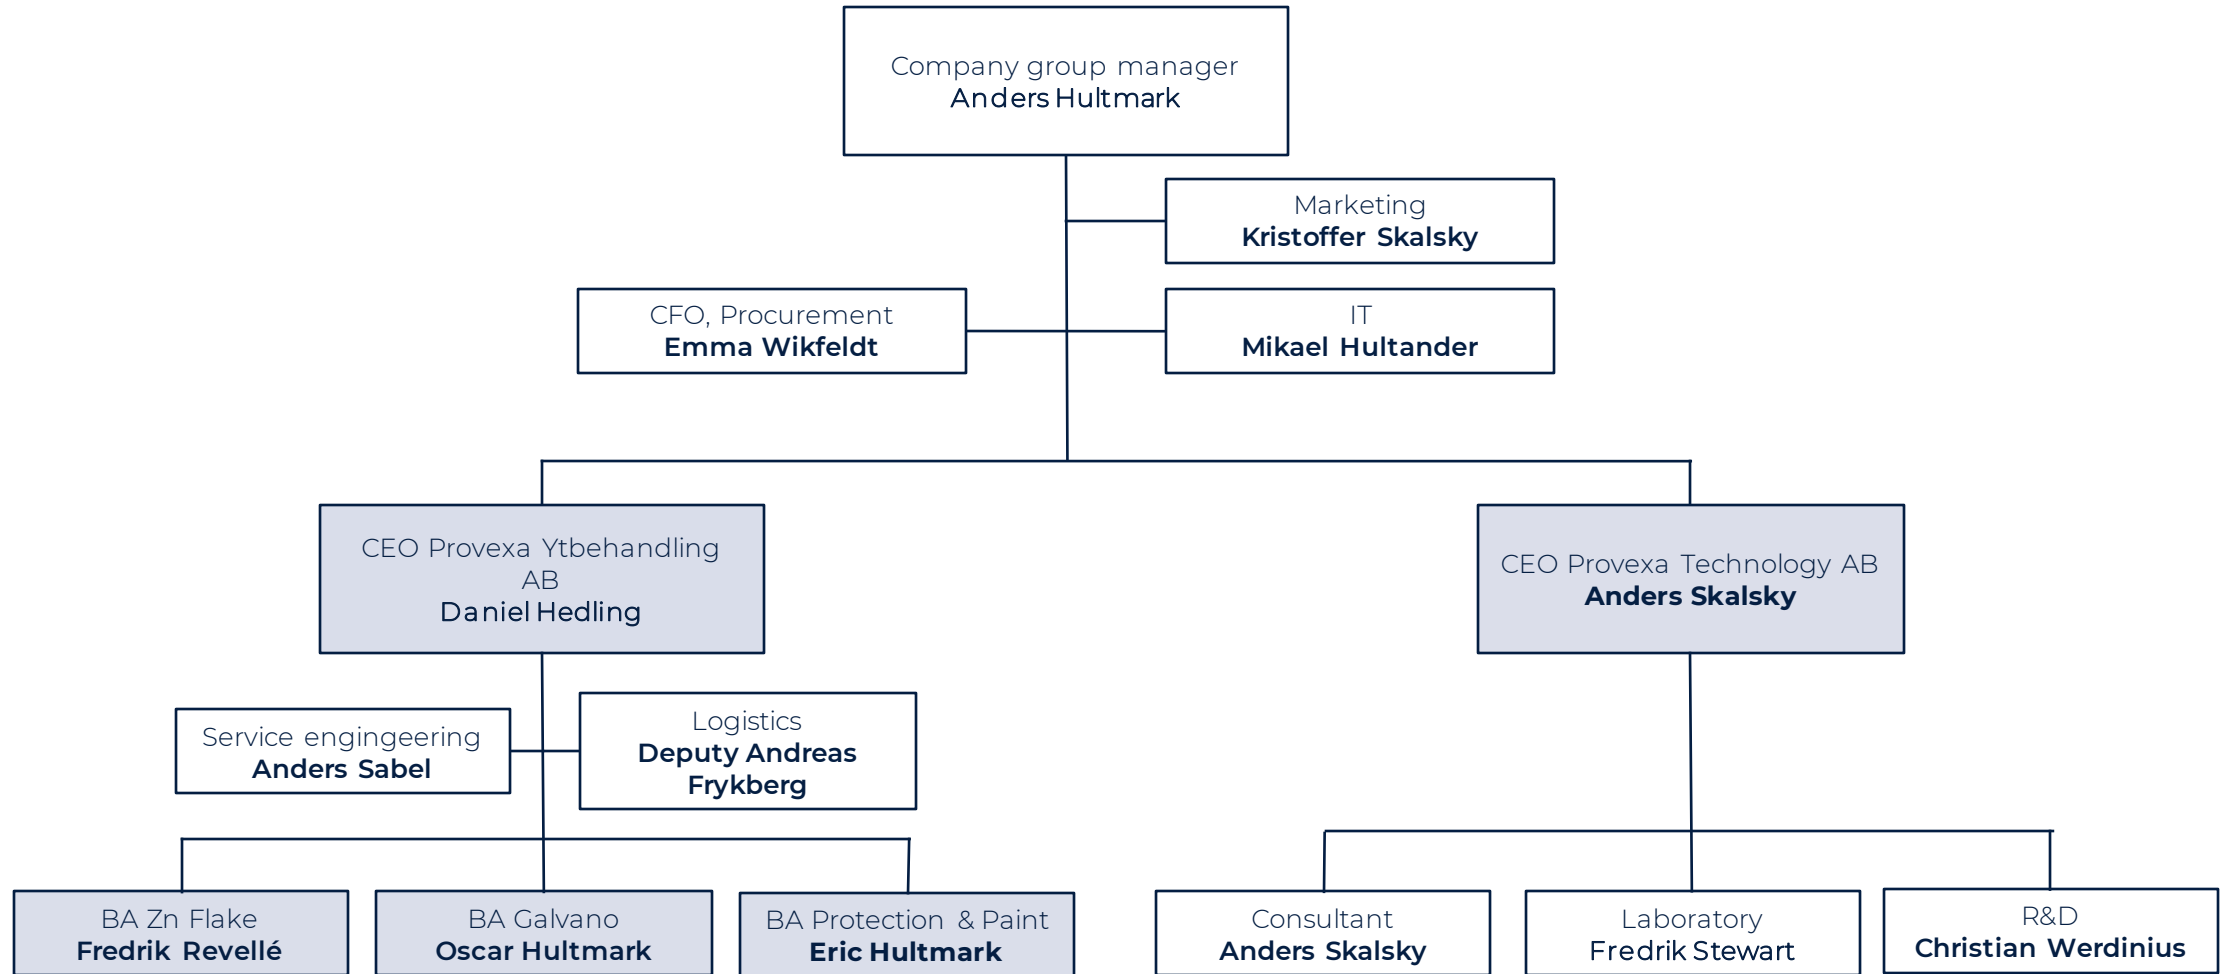 Company group manager
Anders Hultmark
Marketing
Kristoffer Skalsky
CFO, Procurement
Emma Wikfeldt
IT
Mikael Hultander
CEO Provexa Ytbehandling
AB
Daniel Hedling
CEO Provexa Technology AB
Anders Skalsky
Service engingeering
Anders Sabel
Logistics
Deputy Andreas
Frykberg
BA Zn Flake
Fredrik Revellé
BA Galvano
Oscar Hultmark
BA Protection & Paint
Eric Hultmark
Consultant
Anders Skalsky
Laboratory
Fredrik Stewart
R&D
Christian Werdinius